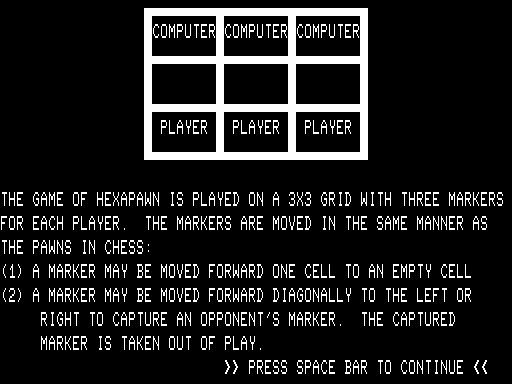 COMPUTER COMPUTER COMPUTER
PLAYER PLAYER PLAYER
THE GAME OF HEXAPAWN IS PLAYED ON A 3X3 GRID WITH THREE MARKERS
FOR EACH PLAYER.  THE MARKERS ARE MOVED IN THE SAME MANNER AS
THE PAWNS IN CHESS:
(1) A MARKER MAY BE MOVED FORWARD ONE CELL TO AN EMPTY CELL
(2) A MARKER MAY BE MOVED FORWARD DIAGONALLY TO THE LEFT OR
RIGHT TO CAPTURE AN OPPONENT'S MARKER.  THE CAPTURED
MARKER IS TAKEN OUT OF PLAY.
>> PRESS SPACE BAR TO CONTINUE <<